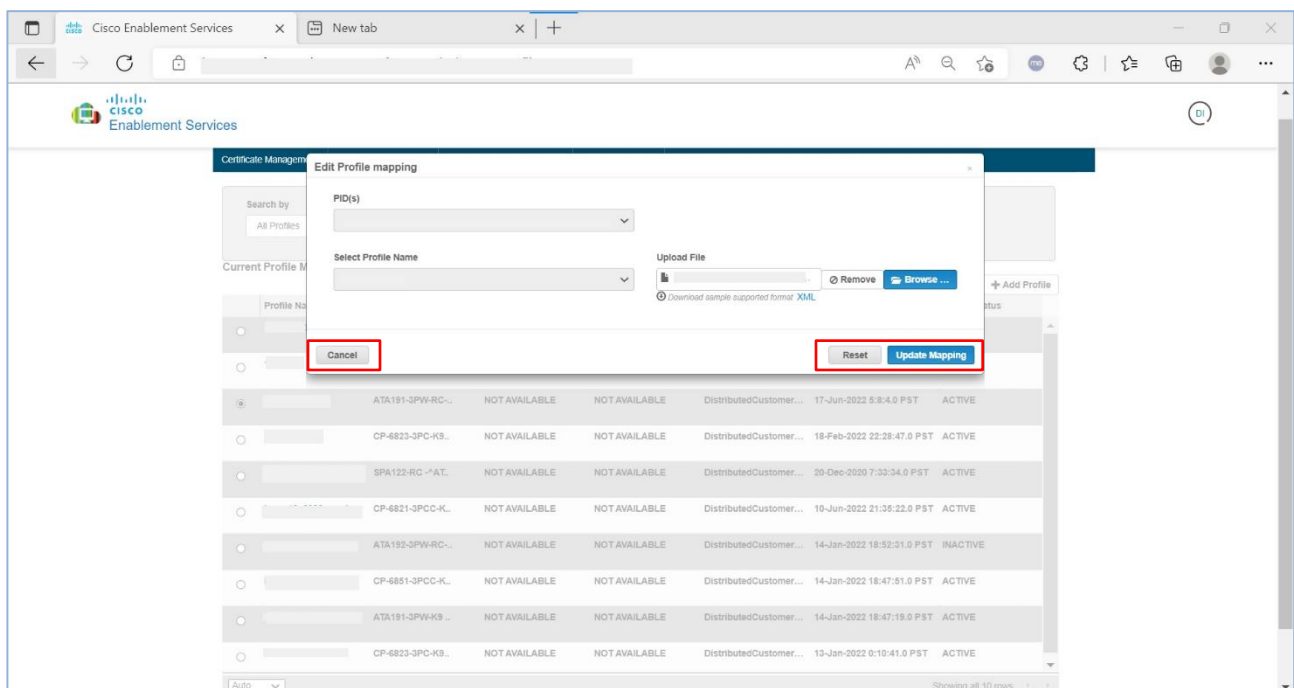 Cisco Enablement Services
New tab
cisco
Enablement Services
DI
Certificate Managem
Edit Profile mapping
Search by
All Profiles
PID(s)
Select Profile Name
Upload File
Remove
Browse ...
Download sample supported format XML
Current Profile M
Add Profile
Profile Na
atus
Cancel
Reset
Update Mapping
ATA191-3PW-RC-.. NOT AVAILABLE NOT AVAILABLE DistributedCustomer... 17-Jun-2022 5:8:4.0 PST ACTIVE
CP-6823-3PC-K9.. NOT AVAILABLE NOT AVAILABLE DistributedCustomer... 18-Feb-2022 22:28:47.0 PST ACTIVE
SPA122-RC -^AT.. NOT AVAILABLE NOT AVAILABLE DistributedCustomer... 20-Dec-2020 7:33:34.0 PST ACTIVE
CP-6821-3PCC-K.. NOT AVAILABLE NOT AVAILABLE DistributedCustomer... 10-Jun-2022 21:35:22.0 PST ACTIVE
ATA192-3PW-RC-.. NOT AVAILABLE NOT AVAILABLE DistributedCustomer... 14-Jan-2022 18:52:31.0 PST INACTIVE
CP-6851-3PCC-K.. NOT AVAILABLE NOT AVAILABLE DistributedCustomer... 14-Jan-2022 18:47:51.0 PST ACTIVE
ATA191-3PW-K9 .. NOT AVAILABLE NOT AVAILABLE DistributedCustomer... 14-Jan-2022 18:47:19.0 PST ACTIVE
CP-6823-3PC-K9.. NOT AVAILABLE NOT AVAILABLE DistributedCustomer... 13-Jan-2022 0:10:41.0 PST ACTIVE
Auto
Showing all 10 rows